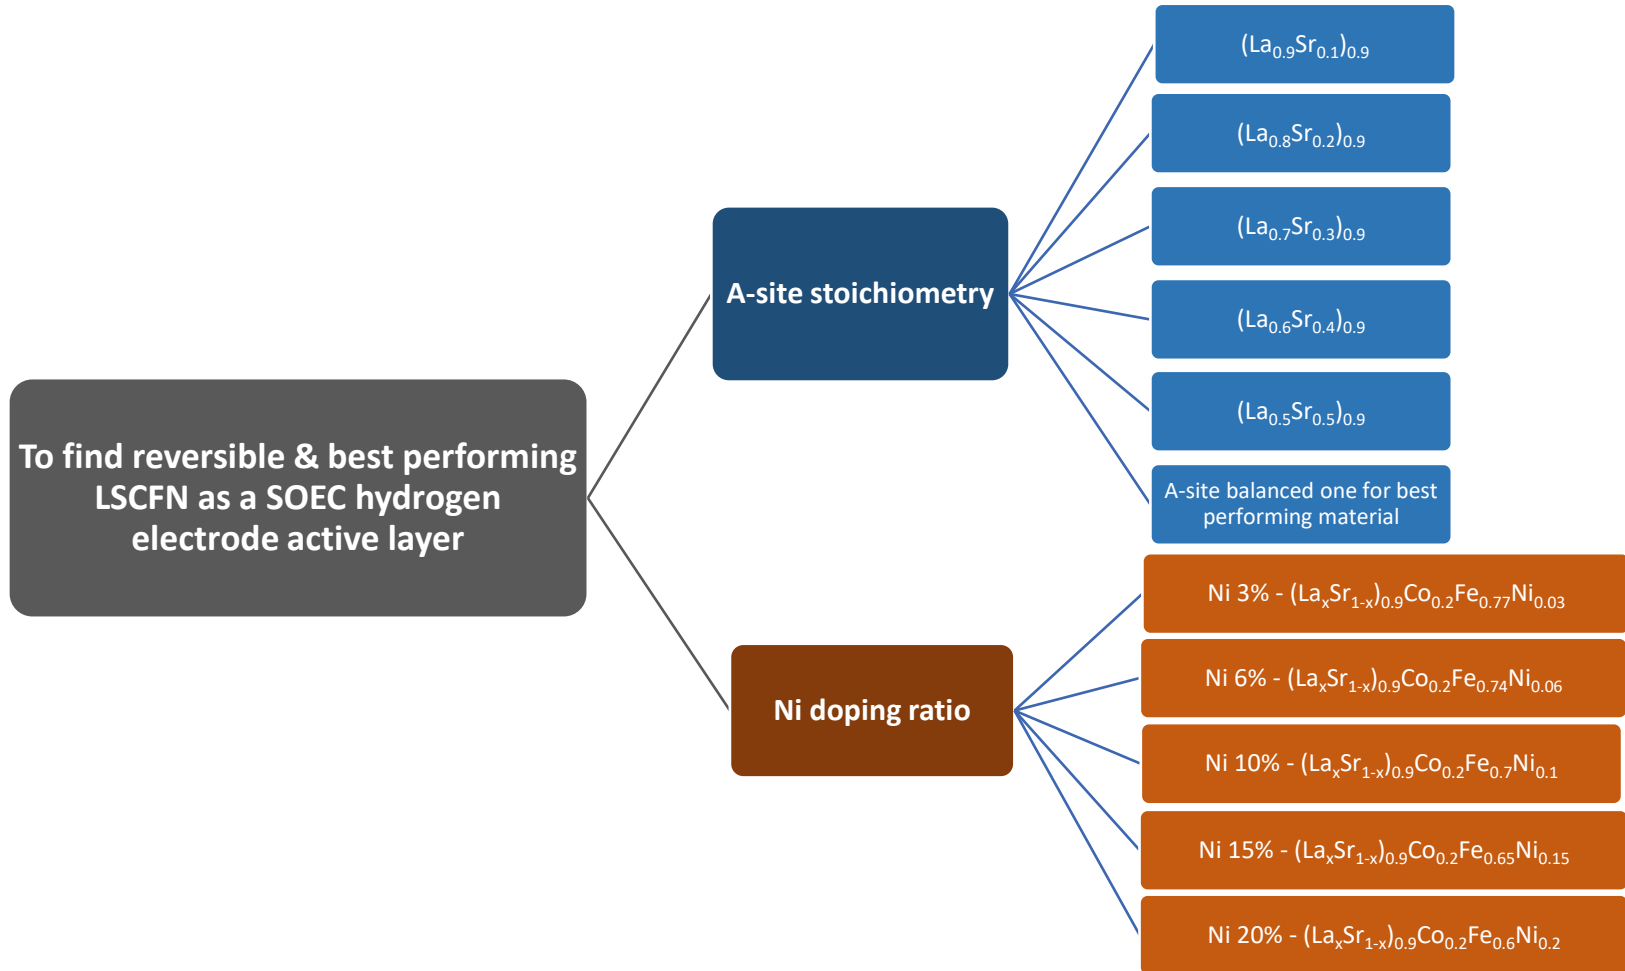 To find reversible & best performing
LSCFN as a SOEC hydrogen
electrode active layer
A-site stoichiometry
(La₀.₉Sr₀.₁)₀.₉
(La₀.₈Sr₀.₂)₀.₉
(La₀.₇Sr₀.₃)₀.₉
(La₀.₆Sr₀.₄)₀.₉
(La₀.₅Sr₀.₅)₀.₉
A-site balanced one for best
performing material
Ni doping ratio
Ni 3% - (LaₓSr₁₋ₓ)₀.₉Co₀.₂Fe₀.₇₇Ni₀.₀₃
Ni 6% - (LaₓSr₁₋ₓ)₀.₉Co₀.₂Fe₀.₇₄Ni₀.₀₆
Ni 10% - (LaₓSr₁₋ₓ)₀.₉Co₀.₂Fe₀.₇Ni₀.₁
Ni 15% - (LaₓSr₁₋ₓ)₀.₉Co₀.₂Fe₀.₆₅Ni₀.₁₅
Ni 20% - (LaₓSr₁₋ₓ)₀.₉Co₀.₂Fe₀.₆Ni₀.₂